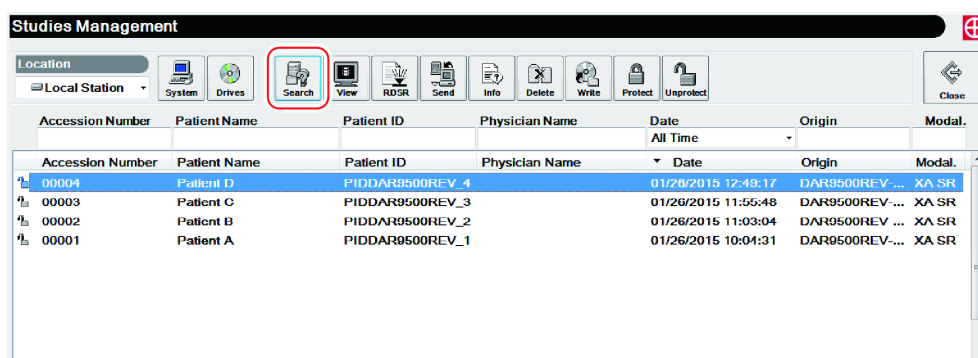 Studies Management
Location
Local Station
System Drives Search View RDSR Send Info Delete Write Protect Unprotect Close
Accession Number Patient Name Patient ID Physician Name Date Origin Modal.
All Time
Accession Number Patient Name Patient ID Physician Name Date Origin Modal.
00004 Patient D PIDDAR9500REV_4 01/26/2015 12:49:17 DAR9500REV-... XA SR
00003 Patient C PIDDAR9500REV_3 01/26/2015 11:55:48 DAR9500REV-... XA SR
00002 Patient B PIDDAR9500REV_2 01/26/2015 11:03:04 DAR9500REV-... XA SR
00001 Patient A PIDDAR9500REV_1 01/26/2015 10:04:31 DAR9500REV-... XA SR